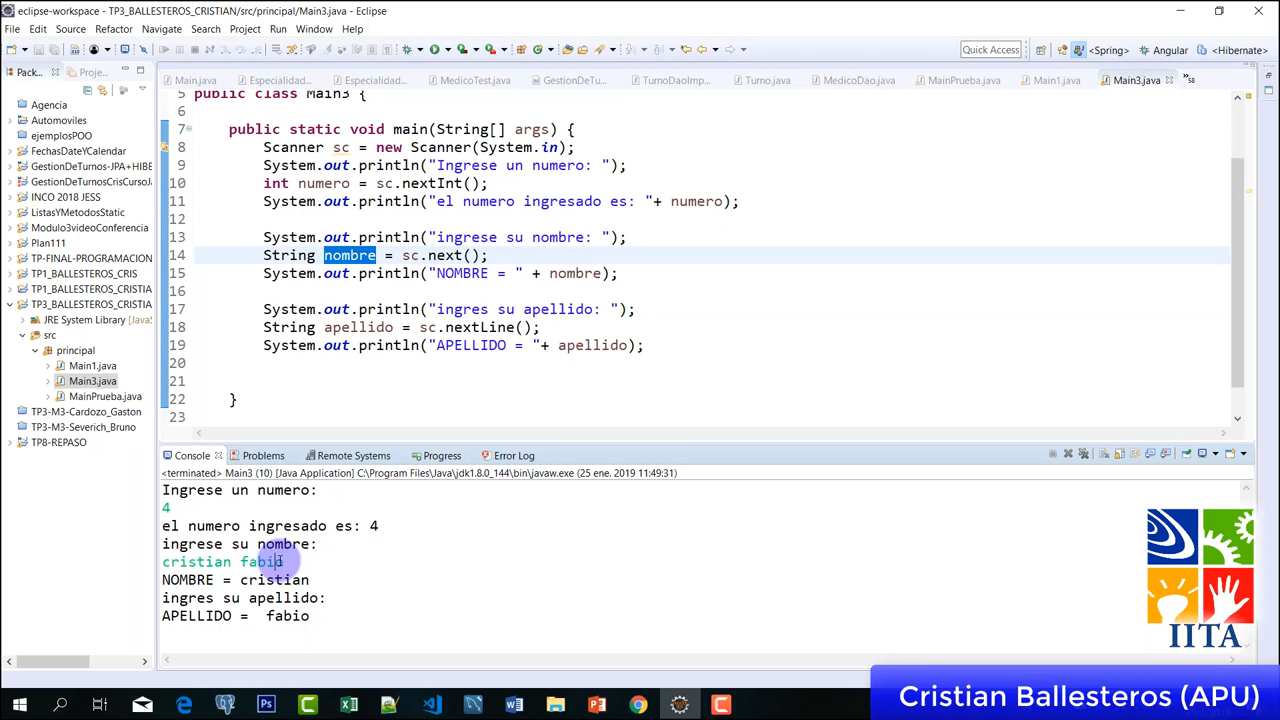 eclipse-workspace - TP3_BALLESTEROS_CRISTIAN/src/principal/Main3.java - Eclipse
File Edit Source Refactor Navigate Search Project Run Window Help
Quick Access
<Spring> Angular <Hibernate>
Pack... Proje...
Main.java Especialidad... Especialidad... MedicoTest.java GestionDeTu... TurnoDaoImp... Turno.java MedicoDao.java MainPrueba.java Main1.java Main3.java »58
Agencia
Automoviles
ejemplosPOO
FechasDateYCalendar
GestionDeTurnos-JPA+HIBE
GestionDeTurnosCrisCursoJa
INCO 2018 JESS
ListasYMetodosStatic
Modulo3videoConferencia
Plan111
TP-FINAL-PROGRAMACION
TP1_BALLESTEROS_CRIS
TP1_BALLESTEROS_CRISTIA
TP3_BALLESTEROS_CRISTIA
JRE System Library [JavaS
src
principal
Main1.java
Main3.java
MainPrueba.java
TP3-M3-Cardozo_Gaston
TP3-M3-Severich_Bruno
TP8-REPASO
5 public class Main3 {
6
7 public static void main(String[] args) {
8 Scanner sc = new Scanner(System.in);
9 System.out.println("Ingrese un numero: ");
10 int numero = sc.nextInt();
11 System.out.println("el numero ingresado es: "+ numero);
12
13 System.out.println("ingrese su nombre: ");
14 String nombre = sc.next();
15 System.out.println("NOMBRE = " + nombre);
16
17 System.out.println("ingres su apellido: ");
18 String apellido = sc.nextLine();
19 System.out.println("APELLIDO = "+ apellido);
20
21
22 }
23
Console Problems Remote Systems Progress Error Log
<terminated> Main3 (10) [Java Application] C:\Program Files\Java\jdk1.8.0_144\bin\javaw.exe (25 ene. 2019 11:49:31)
Ingrese un numero:
4
el numero ingresado es: 4
ingrese su nombre:
cristian fabio
NOMBRE = cristian
ingres su apellido:
APELLIDO =  fabio
IITA
Cristian Ballesteros (APU)